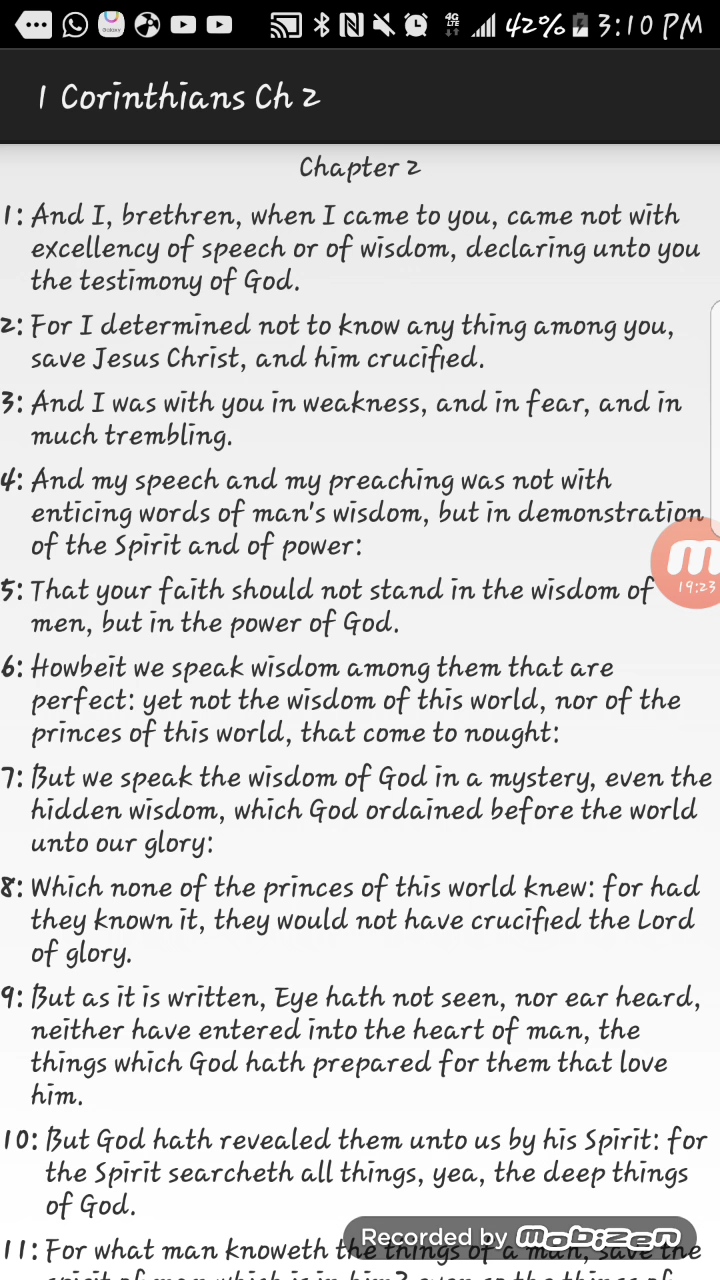 4G
LTE
42%
3:10 PM
1 Corinthians Ch 2
Chapter 2
1: And I, brethren, when I came to you, came not with
excellency of speech or of wisdom, declaring unto you
the testimony of God.
2: For I determined not to know any thing among you,
save Jesus Christ, and him crucified.
3: And I was with you in weakness, and in fear, and in
much trembling.
4: And my speech and my preaching was not with
enticing words of man's wisdom, but in demonstration
of the Spirit and of power:
m
19:23
5: That your faith should not stand in the wisdom of
men, but in the power of God.
6: Howbeit we speak wisdom among them that are
perfect: yet not the wisdom of this world, nor of the
princes of this world, that come to nought:
7: But we speak the wisdom of God in a mystery, even the
hidden wisdom, which God ordained before the world
unto our glory:
8: Which none of the princes of this world knew: for had
they known it, they would not have crucified the Lord
of glory.
9: But as it is written, Eye hath not seen, nor ear heard,
neither have entered into the heart of man, the
things which God hath prepared for them that love
him.
10: But God hath revealed them unto us by his Spirit: for
the Spirit searcheth all things, yea, the deep things
of God.
Recorded by mobizen
11: For what man knoweth the things of a man, save the